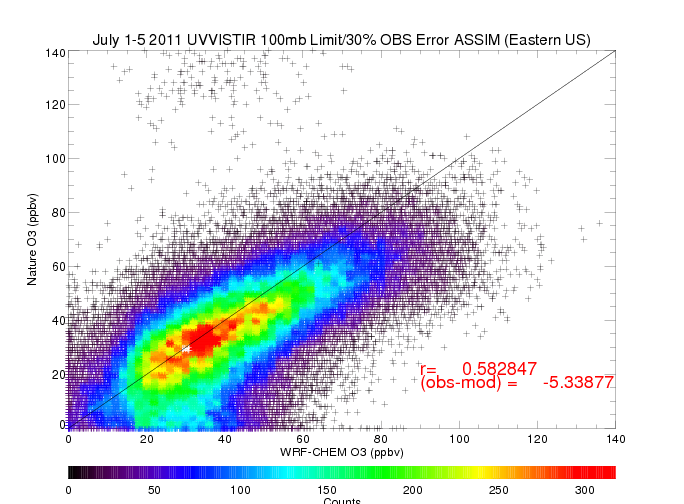 July 1-5 2011 UVVISTIR 100mb Limit/30% OBS Error ASSIM (Eastern US)
140
120
100
80
60
40
20
0
Nature O3 (ppbv)
r= 0.582847
(obs-mod) = -5.33877
0 20 40 60 80 100 120 140
WRF-CHEM O3 (ppbv)
0 50 100 150 200 250 300
Counts